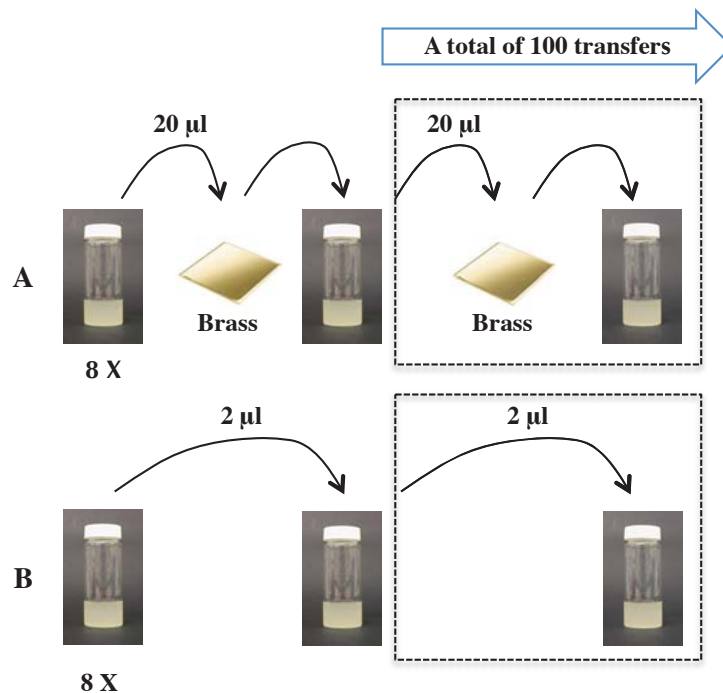 A total of 100 transfers
20 µl
20 µl
A
Brass
Brass
8 X
2 µl
2 µl
B
8 X